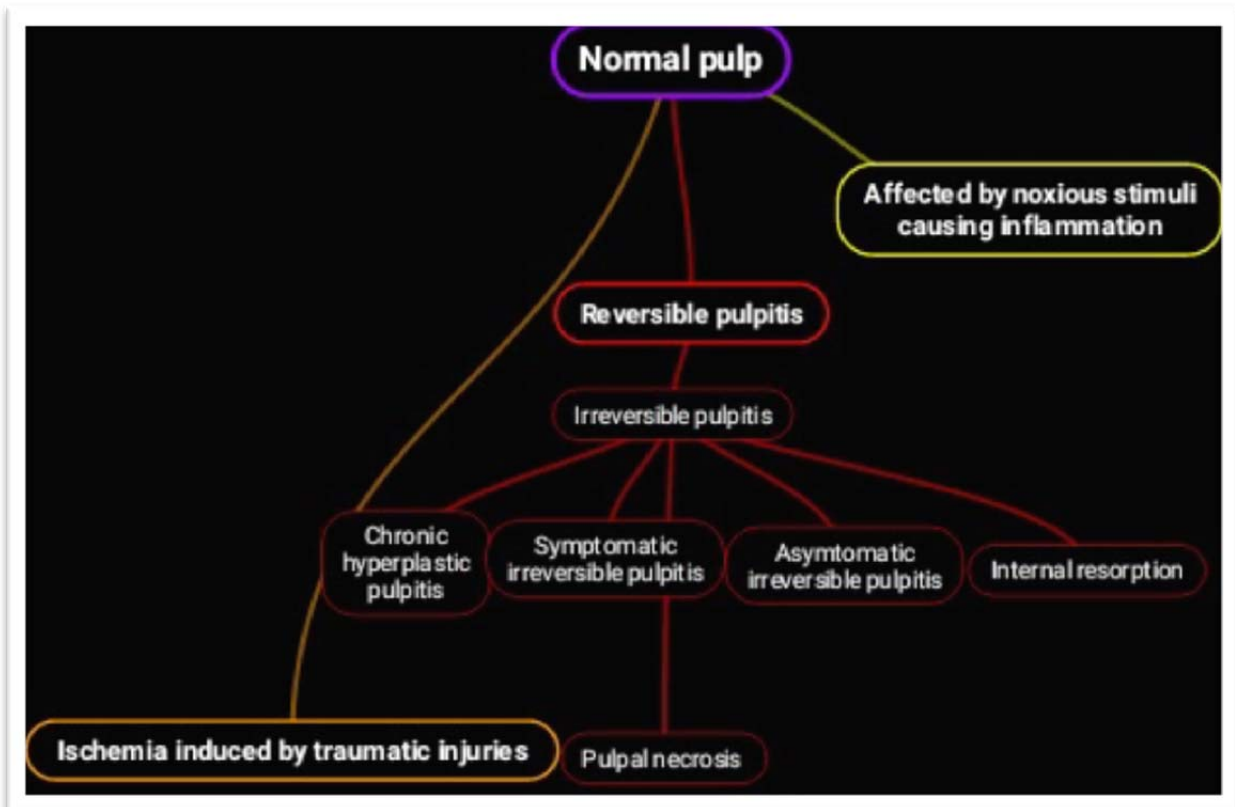 Normal pulp
Affected by noxious stimuli
causing inflammation
Reversible pulpitis
Irreversible pulpitis
Chronic
hyperplastic
pulpitis
Symptomatic
irreversible pulpitis
Asymtomatic
irreversible pulpitis
Internal resorption
Ischemia induced by traumatic injuries
Pulpal necrosis